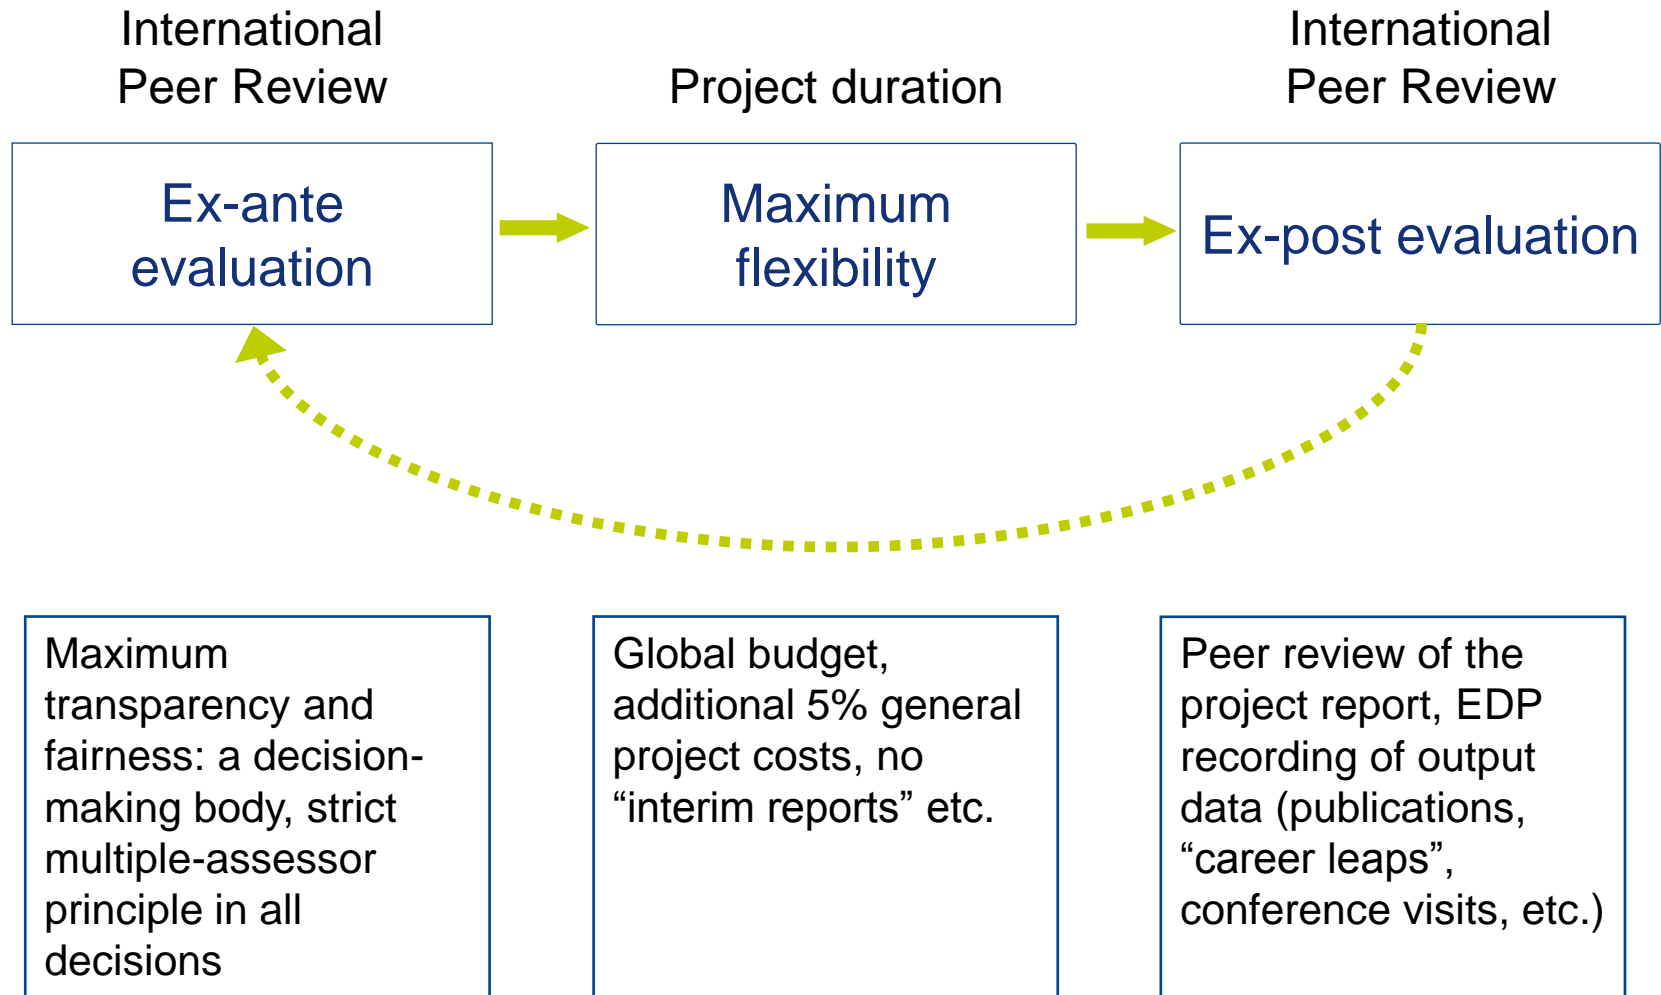 International
Peer Review
Project duration
International
Peer Review
Ex-ante
evaluation
Maximum
flexibility
Ex-post evaluation
Maximum
transparency and
fairness: a decision-
making body, strict
multiple-assessor
principle in all
decisions
Global budget,
additional 5% general
project costs, no
“interim reports” etc.
Peer review of the
project report, EDP
recording of output
data (publications,
“career leaps”,
conference visits, etc.)